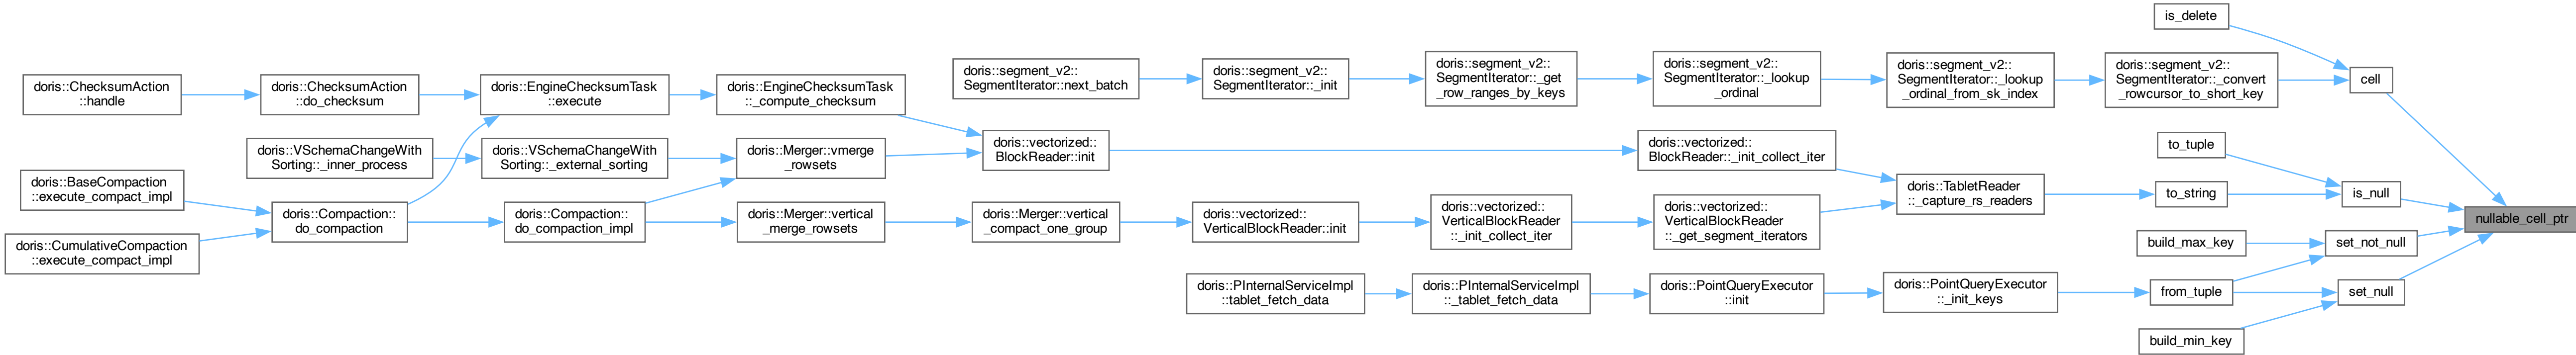 is_delete
doris::ChecksumAction
::handle
doris::ChecksumAction
::do_checksum
doris::EngineChecksumTask
::execute
doris::EngineChecksumTask
::_compute_checksum
doris::segment_v2::
SegmentIterator::next_batch
doris::segment_v2::
SegmentIterator::_init
doris::segment_v2::
SegmentIterator::_get
_row_ranges_by_keys
doris::segment_v2::
SegmentIterator::_lookup
_ordinal
doris::segment_v2::
SegmentIterator::_lookup
_ordinal_from_sk_index
doris::segment_v2::
SegmentIterator::_convert
_rowcursor_to_short_key
cell
doris::VSchemaChangeWith
Sorting::_inner_process
doris::VSchemaChangeWith
Sorting::_external_sorting
doris::Merger::vmerge
_rowsets
doris::vectorized::
BlockReader::init
doris::vectorized::
BlockReader::_init_collect_iter
to_tuple
doris::BaseCompaction
::execute_compact_impl
doris::TabletReader
::_capture_rs_readers
to_string
is_null
doris::CumulativeCompaction
::execute_compact_impl
doris::Compaction::
do_compaction
doris::Compaction::
do_compaction_impl
doris::Merger::vertical
_merge_rowsets
doris::Merger::vertical
_compact_one_group
doris::vectorized::
VerticalBlockReader::init
doris::vectorized::
VerticalBlockReader
::_init_collect_iter
doris::vectorized::
VerticalBlockReader
::_get_segment_iterators
nullable_cell_ptr
build_max_key
set_not_null
doris::PInternalServiceImpl
::tablet_fetch_data
doris::PInternalServiceImpl
::_tablet_fetch_data
doris::PointQueryExecutor
::init
doris::PointQueryExecutor
::_init_keys
from_tuple
set_null
build_min_key